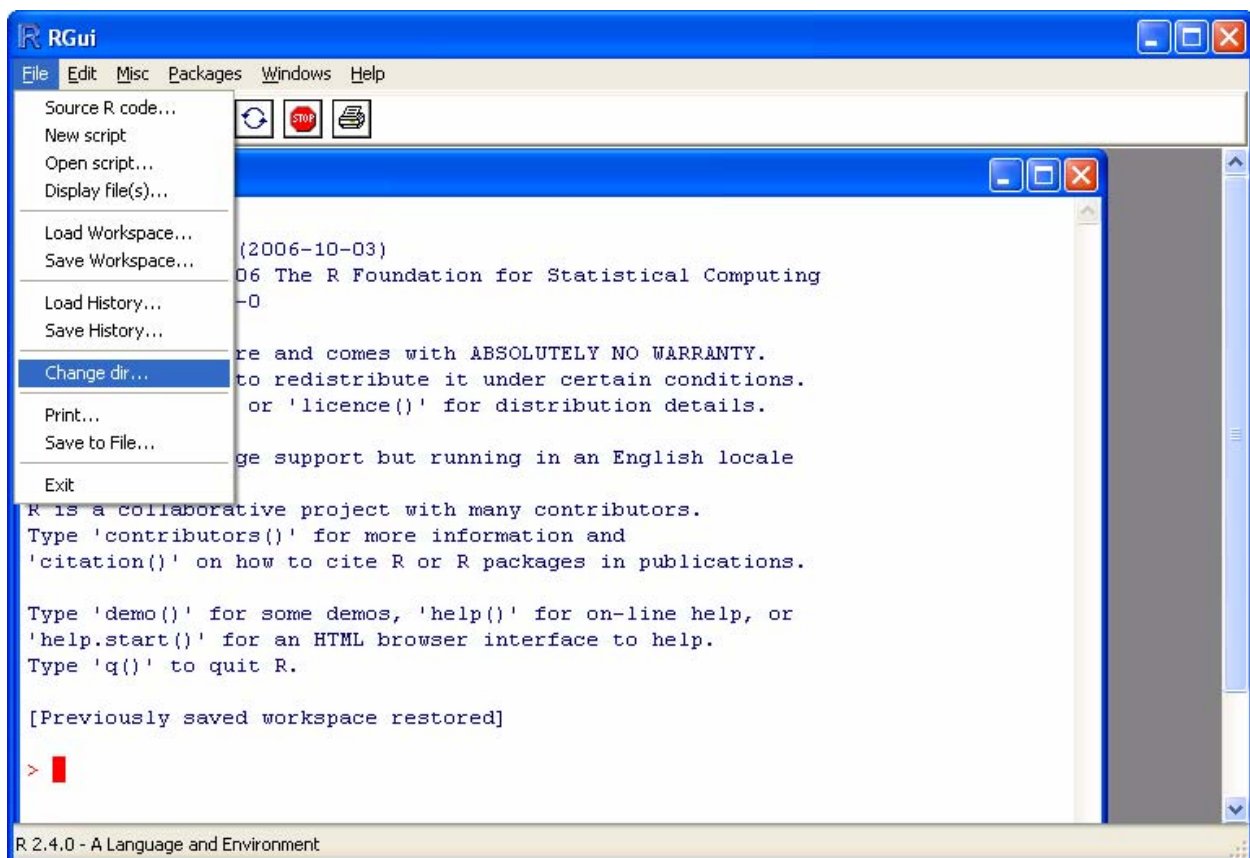 RGui
File Edit Misc Packages Windows Help
Source R code...
New script
Open script...
Display file(s)...
Load Workspace...
Save Workspace...
Load History...
Save History...
Change dir...
Print...
Save to File...
Exit
STOP
(2006-10-03)
06 The R Foundation for Statistical Computing
-0
re and comes with ABSOLUTELY NO WARRANTY.
to redistribute it under certain conditions.
or 'licence()' for distribution details.
ge support but running in an English locale
R is a collaborative project with many contributors.
Type 'contributors()' for more information and
'citation()' on how to cite R or R packages in publications.
Type 'demo()' for some demos, 'help()' for on-line help, or
'help.start()' for an HTML browser interface to help.
Type 'q()' to quit R.
[Previously saved workspace restored]
>
R 2.4.0 - A Language and Environment